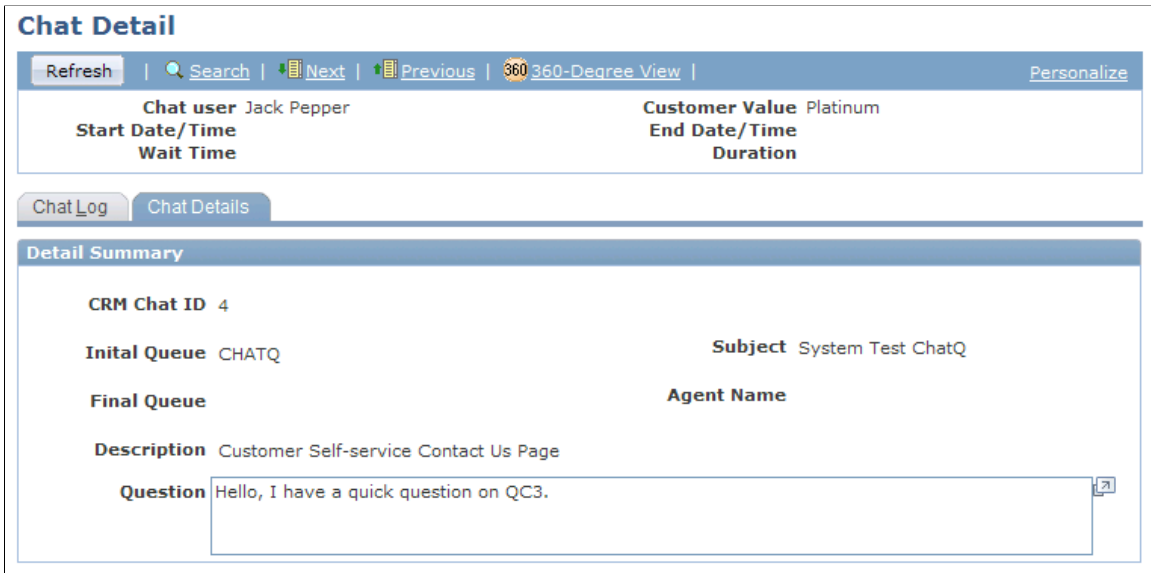 Chat Detail
Refresh | Search | Next | Previous | 360 360-Degree View | Personalize
Chat user Jack Pepper Customer Value Platinum
Start Date/Time End Date/Time
Wait Time Duration
Chat Log Chat Details
Detail Summary
CRM Chat ID 4
Inital Queue CHATQ Subject System Test ChatQ
Final Queue Agent Name
Description Customer Self-service Contact Us Page
Question Hello, I have a quick question on QC3.